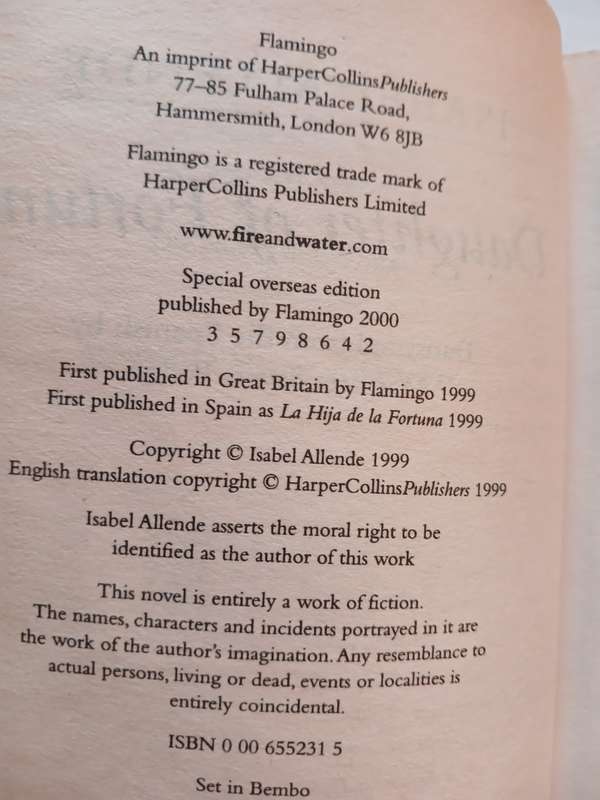 Flamingo
An imprint of HarperCollinsPublishers
77–85 Fulham Palace Road,
Hammersmith, London W6 8JB
Flamingo is a registered trade mark of
HarperCollins Publishers Limited
www.fireandwater.com
Special overseas edition
published by Flamingo 2000
3 5 7 9 8 6 4 2
First published in Great Britain by Flamingo 1999
First published in Spain as La Hija de la Fortuna 1999
Copyright © Isabel Allende 1999
English translation copyright © HarperCollinsPublishers 1999
Isabel Allende asserts the moral right to be
identified as the author of this work
This novel is entirely a work of fiction.
The names, characters and incidents portrayed in it are
the work of the author's imagination. Any resemblance to
actual persons, living or dead, events or localities is
entirely coincidental.
ISBN 0 00 655231 5
Set in Bembo